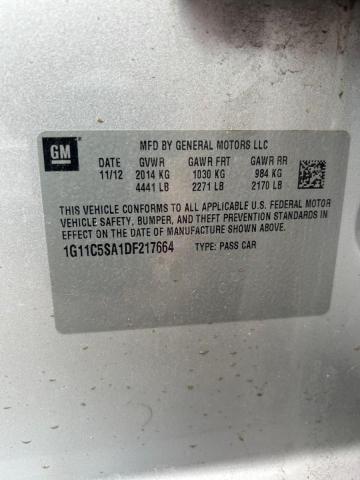 GM
MFD BY GENERAL MOTORS LLC
11/12 GVWR GAWR FRT GAWR RR
2014 KG 1030 KG 984 KG
4441 LB 2271 LB 2170 LB
THIS VEHICLE CONFORMS TO ALL APPLICABLE U.S. FEDERAL MOTOR
VEHICLE SAFETY, BUMPER, AND THEFT PREVENTION STANDARDS
IN EFFECT ON THE DATE OF MANUFACTURE SHOWN ABOVE.
1G11C5SA1DF217664 TYPE: PASS CAR